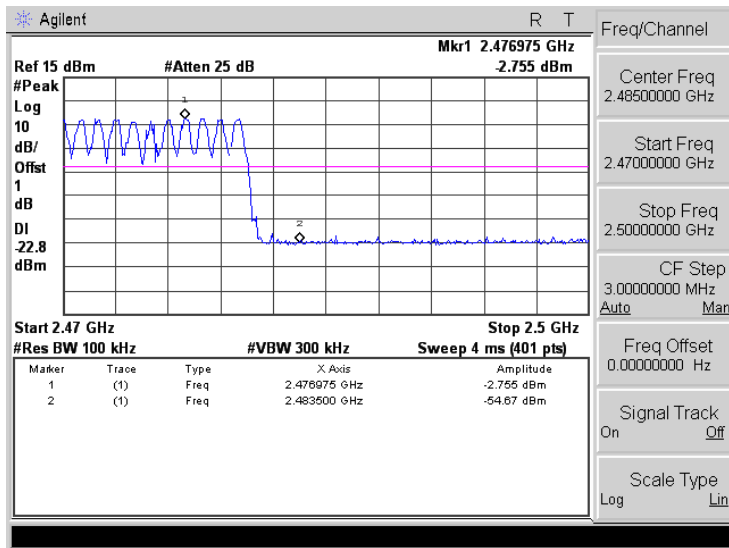 Agilent R T
Mkr1 2.476975 GHz
Ref 15 dBm #Atten 25 dB -2.755 dBm
#Peak
Log
10
dB/
Offst
1
dB
DI
-22.8
dBm
1
2
Start 2.47 GHz Stop 2.5 GHz
#Res BW 100 kHz #VBW 300 kHz Sweep 4 ms (401 pts)
Marker Trace Type X Axis Amplitude
1 (1) Freq 2.476975 GHz -2.755 dBm
2 (1) Freq 2.483500 GHz -54.67 dBm
Freq/Channel
Center Freq
2.48500000 GHz
Start Freq
2.47000000 GHz
Stop Freq
2.50000000 GHz
CF Step
3.00000000 MHz
Auto Man
Freq Offset
0.00000000 Hz
Signal Track
On Off
Scale Type
Log Lin